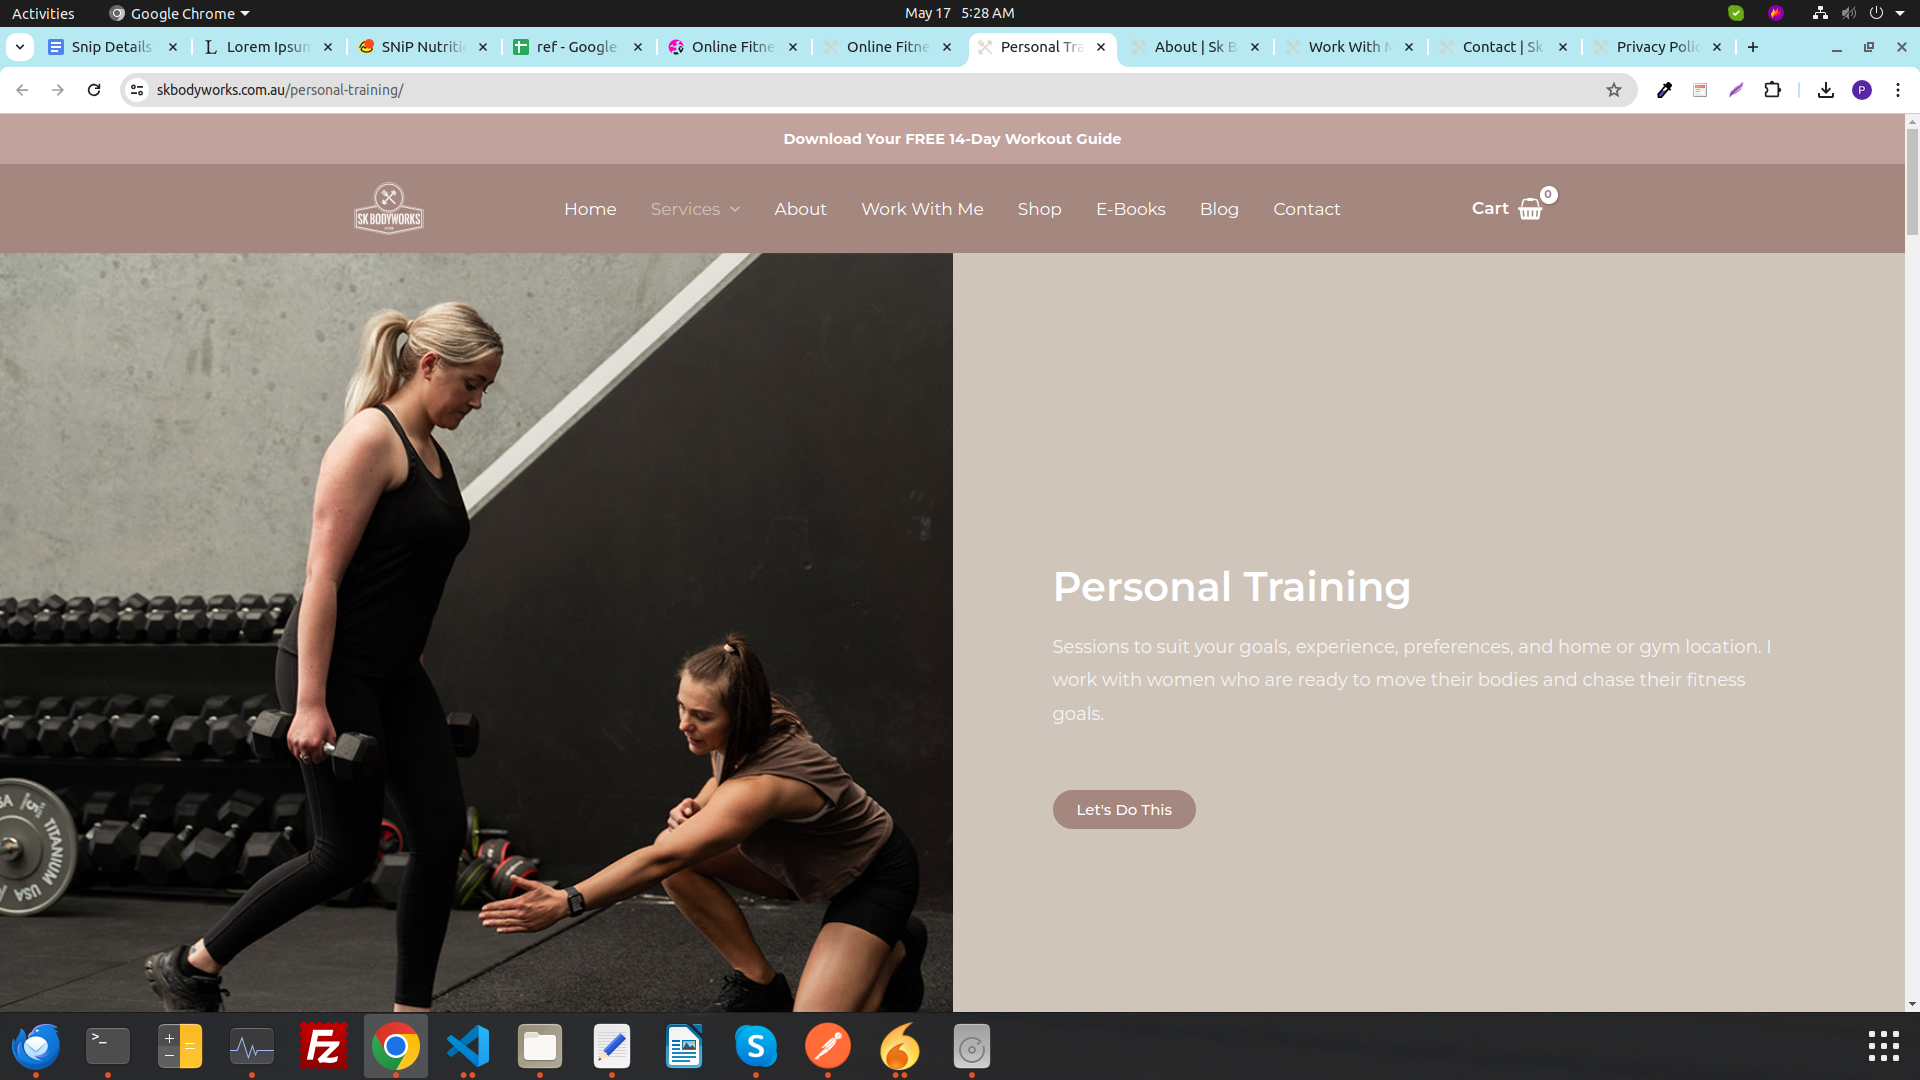 Activities
Google Chrome
May 17 5:28 AM
Snip Details
Lorem Ipsum
SNiP Nutriti
ref - Google
Online Fitne
Online Fitne
Personal Tra
About | Sk B
Work With M
Contact | Sk
Privacy Polic
skbodyworks.com.au/personal-training/
P
Download Your FREE 14-Day Workout Guide
SK BODYWORKS
Home
Services
About
Work With Me
Shop
E-Books
Blog
Contact
Cart
0
Personal Training
Sessions to suit your goals, experience, preferences, and home or gym location. I
work with women who are ready to move their bodies and chase their fitness
goals.
Let's Do This
TITANIUM USA